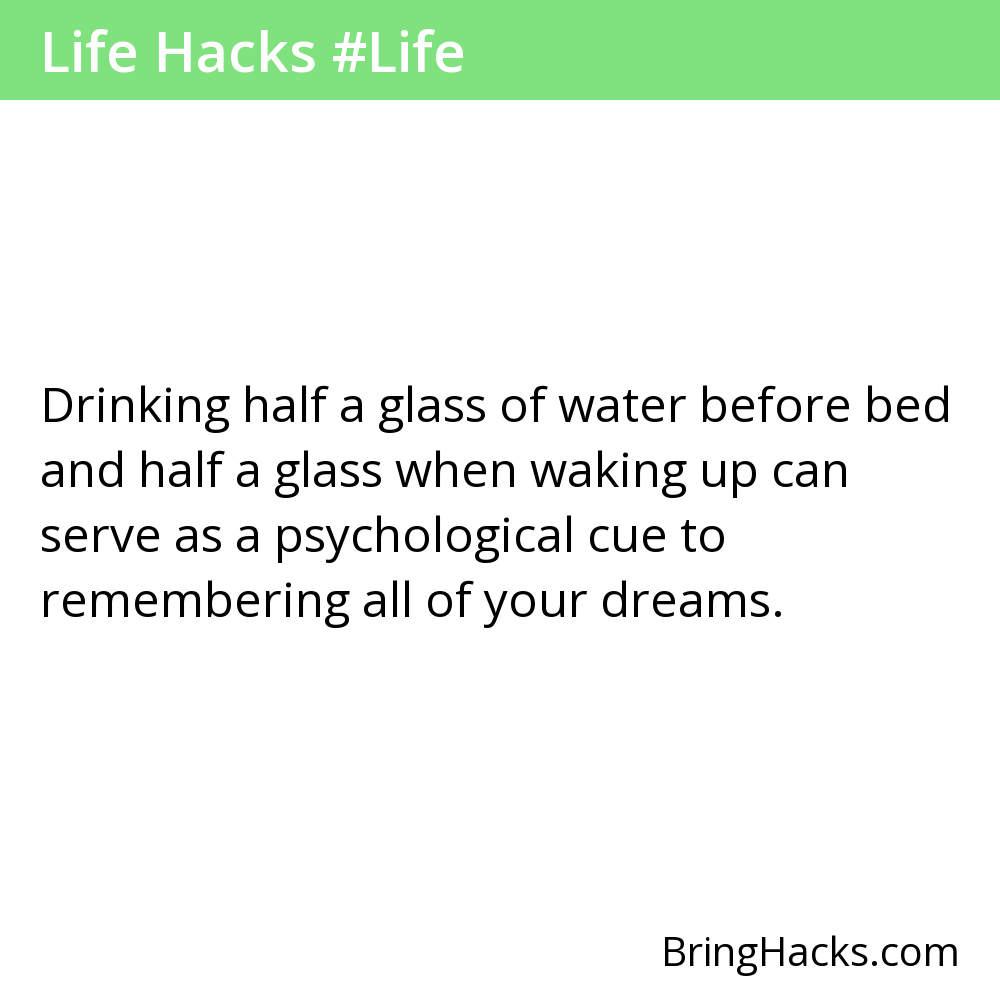 Life Hacks #Life
Drinking half a glass of water before bed
and half a glass when waking up can
serve as a psychological cue to
remembering all of your dreams.
BringHacks.com